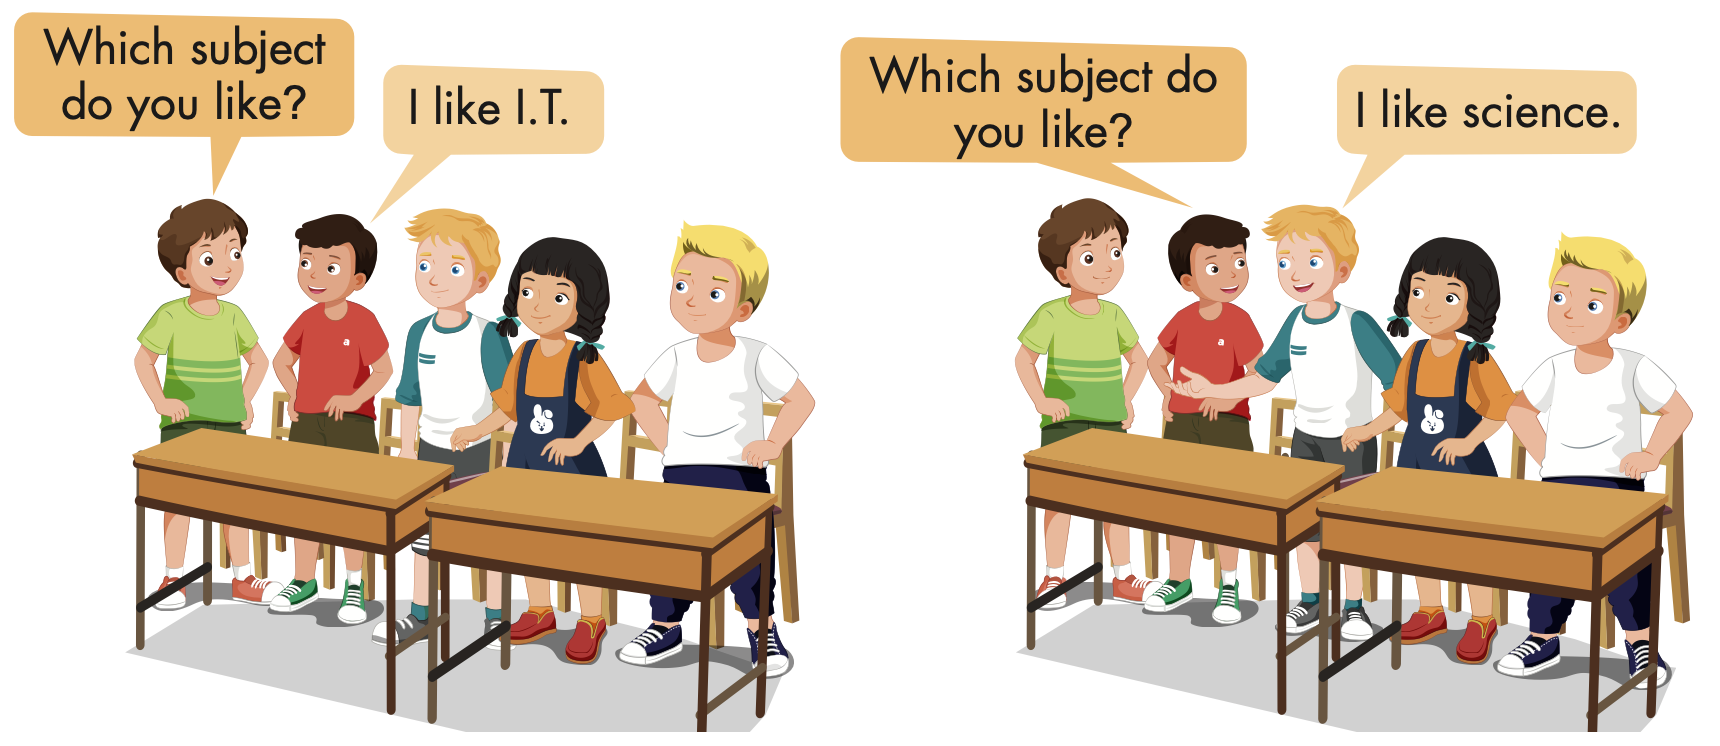 Which subject
do you like?
I like I.T.
Which subject do
you like?
I like science.
a
a